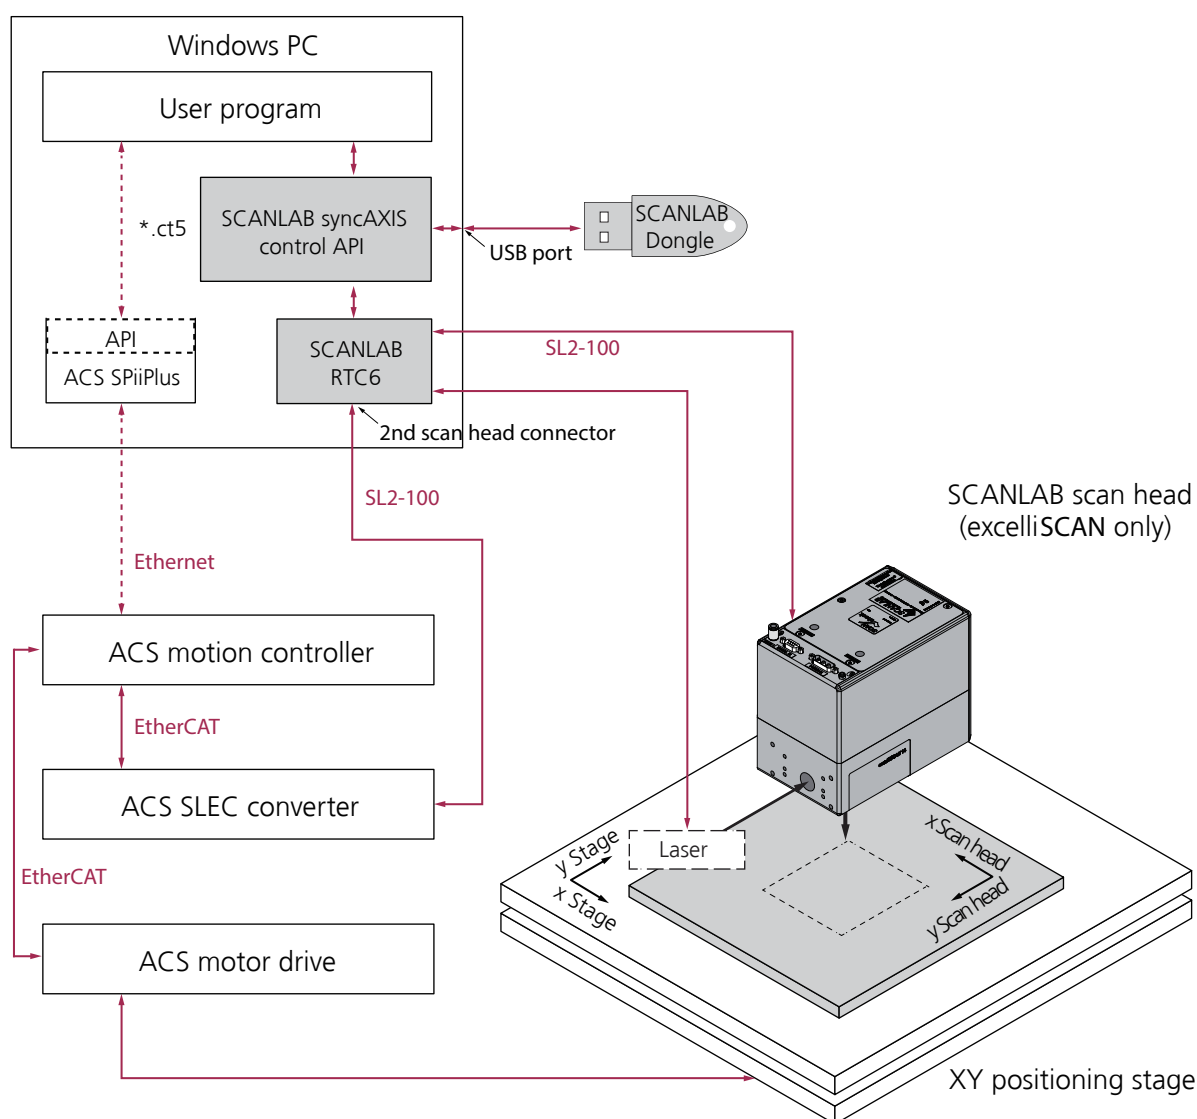 Windows PC
User program
*.ct5
SCANLAB syncAXIS
control API
USB port
SCANLAB
Dongle
API
ACS SPiiPlus
SCANLAB
RTC6
SL2-100
2nd scan head connector
SL2-100
Ethernet
SCANLAB scan head
(excelliSCAN only)
ACS motion controller
EtherCAT
ACS SLEC converter
EtherCAT
ACS motor drive
Laser
y Stage
x Stage
x Scan head
y Scan head
XY positioning stage